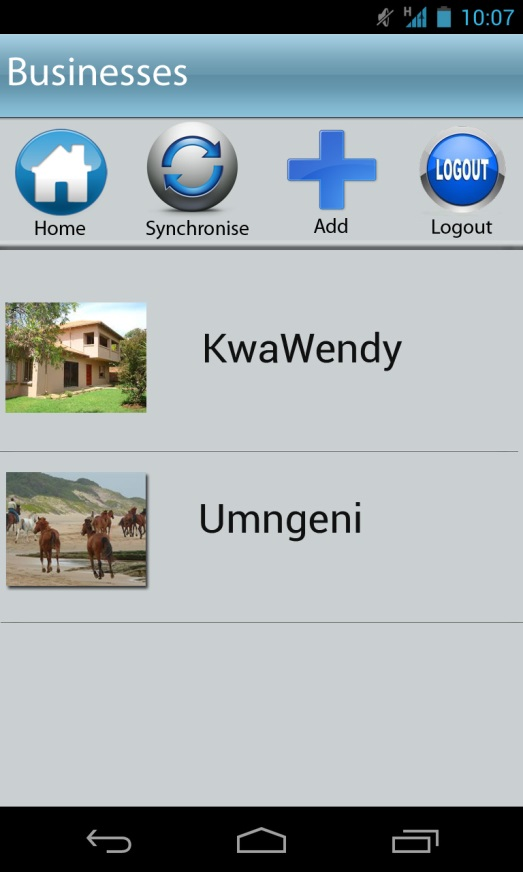 H 10:07
Businesses
LOGOUT
Home Synchronise Add Logout
KwaWendy
Umngeni